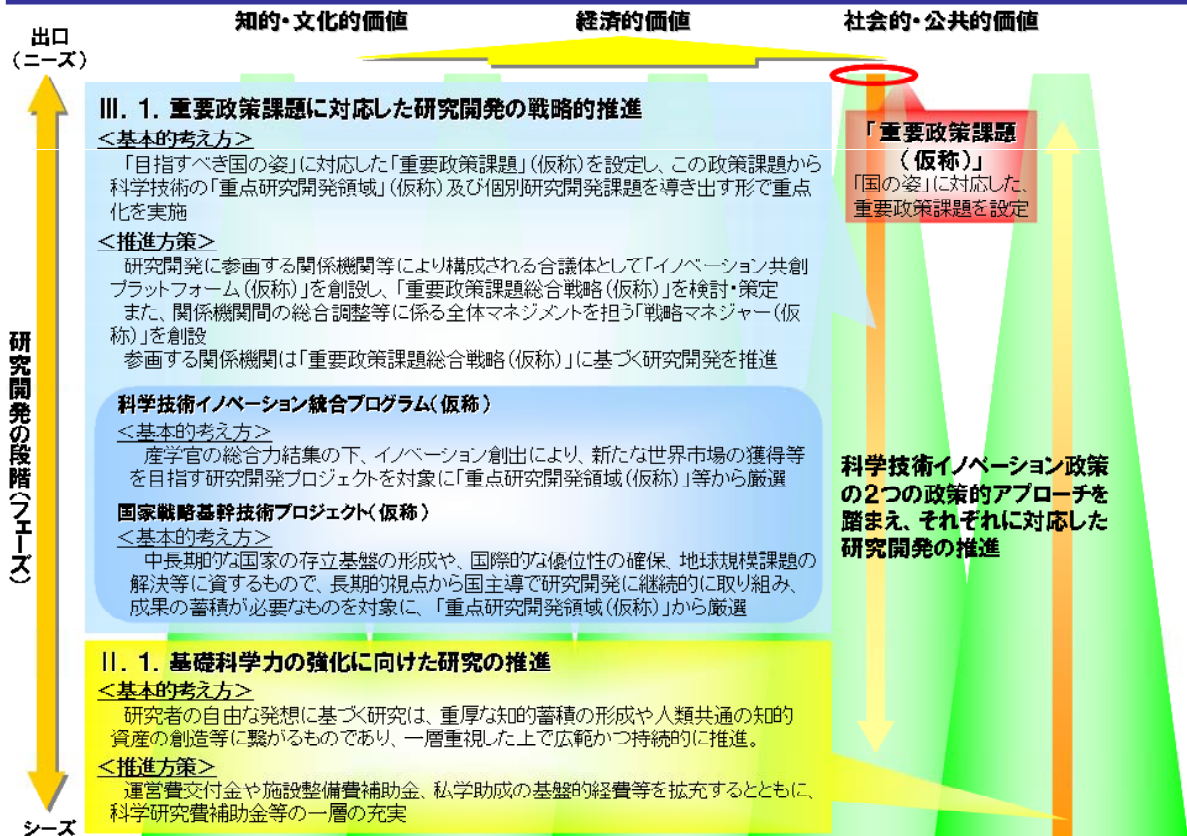 知的・文化的価値
経済的価値
社会的・公共的価値
出口
(ニーズ)
Ⅲ．１．重要政策課題に対応した研究開発の戦略的推進
＜基本的考え方＞
「目指すべき国の姿」に対応した「重要政策課題」(仮称)を設定し、この政策課題から
科学技術の「重点研究開発領域」(仮称)及び個別研究開発課題を導き出す形で重点
化を実施
＜推進方策＞
研究開発に参画する関係機関等により構成される合議体として「イノベーション共創
プラットフォーム(仮称)」を創設し、「重要政策課題総合戦略(仮称)」を検討・策定
また、関係機関間の総合調整等に係る全体マネジメントを担う「戦略マネジャー(仮
称)」を創設
参画する関係機関は「重要政策課題総合戦略(仮称)」に基づく研究開発を推進
科学技術イノベーション統合プログラム(仮称)
＜基本的考え方＞
産学官の総合力結集の下、イノベーション創出により、新たな世界市場の獲得等
を目指す研究開発プロジェクトを対象に「重点研究開発領域(仮称)」等から厳選
国家戦略基幹技術プロジェクト(仮称)
＜基本的考え方＞
中長期的な国家の存立基盤の形成や、国際的な優位性の確保、地球規模課題の
解決等に資するもので、長期的視点から国主導で研究開発に継続的に取り組み、
成果の蓄積が必要なものを対象に、「重点研究開発領域(仮称)」から厳選
Ⅱ．１．基礎科学力の強化に向けた研究の推進
＜基本的考え方＞
研究者の自由な発想に基づく研究は、重厚な知的蓄積の形成や人類共通の知的
資産の創造等に繋がるものであり、一層重視した上で広範かつ持続的に推進。
＜推進方策＞
運営費交付金や施設整備費補助金、私学助成の基盤的経費等を拡充するとともに、
科学研究費補助金等の一層の充実
「重要政策課題
(仮称)」
「国の姿」に対応した、
重要政策課題を設定
科学技術イノベーション政策
の２つの政策的アプローチを
踏まえ、それぞれに対応した
研究開発の推進
研究開発の段階(フェーズ)
シーズ